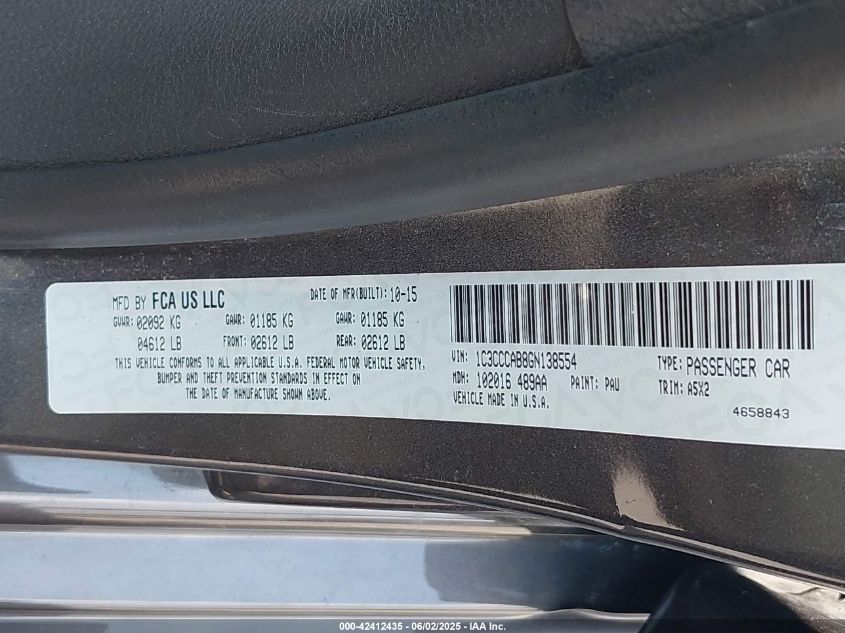 MFD BY FCA US LLC DATE OF MFR(BUILT): 10-15
GVWR: 02092 KG GAWR: 01185 KG GAWR: 01185 KG
04612 LB FRONT: 02612 LB REAR: 02612 LB
THIS VEHICLE CONFORMS TO ALL APPLICABLE U.S.A. FEDERAL MOTOR VEHICLE SAFETY,
BUMPER AND THEFT PREVENTION STANDARDS IN EFFECT ON
THE DATE OF MANUFACTURE SHOWN ABOVE.
VIN: 1C3CCCAB8GN138554 TYPE: PASSENGER CAR
MDH: 102016 489AA PAINT: PAU TRIM: A5X2
VEHICLE MADE IN U.S.A. 4658843
000-42412435 - 06/02/2025 - IAA Inc.